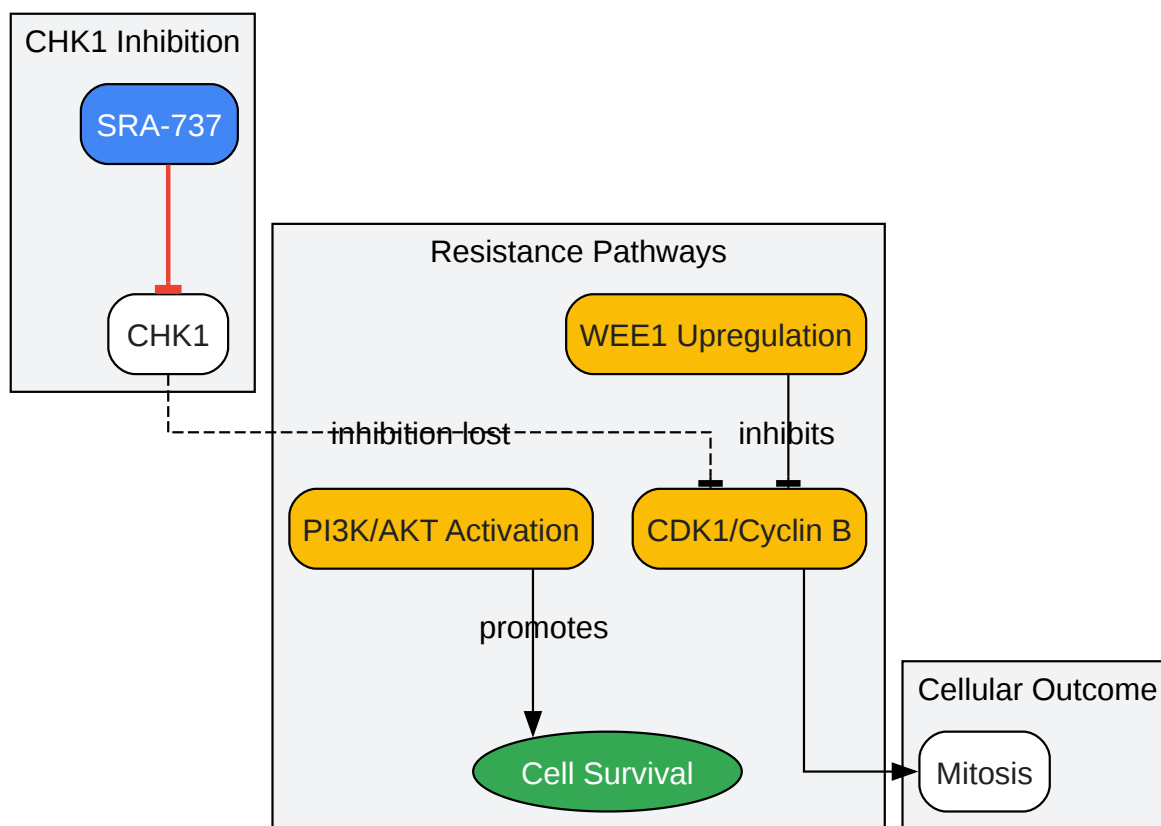 CHK1 Inhibition
SRA-737
CHK1
Resistance Pathways
WEE1 Upregulation
inhibition lost
inhibits
PI3K/AKT Activation
CDK1/Cyclin B
promotes
Cell Survival
Cellular Outcome
Mitosis